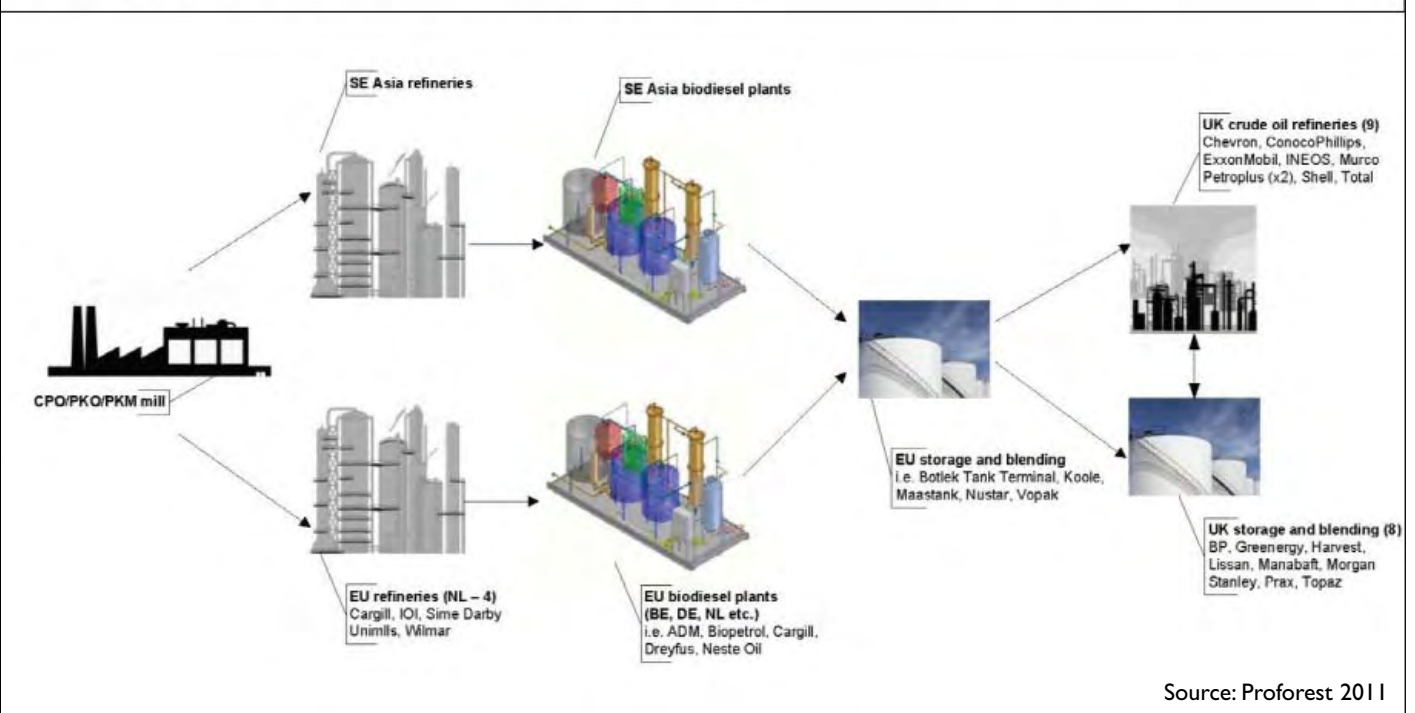 SE Asia refineries
SE Asia biodiesel plants
UK crude oil refineries (9)
Chevron, ConocoPhillips,
ExxonMobil, INEOS, Murco
Petroplus (x2), Shell, Total
CPO/PKO/PKM mill
EU storage and blending
i.e. Botlek Tank Terminal, Koole,
Maastank, Nustar, Vopak
UK storage and blending (8)
BP, Greenergy, Harvest,
Lissan, Manabaft, Morgan
Stanley, Prax, Topaz
EU refineries (NL – 4)
Cargill, IOI, Sime Darby
Unimlls, Wilmar
EU biodiesel plants
(BE, DE, NL etc.)
i.e. ADM, Biopetrol, Cargill,
Dreyfus, Neste Oil
Source: Proforest 2011